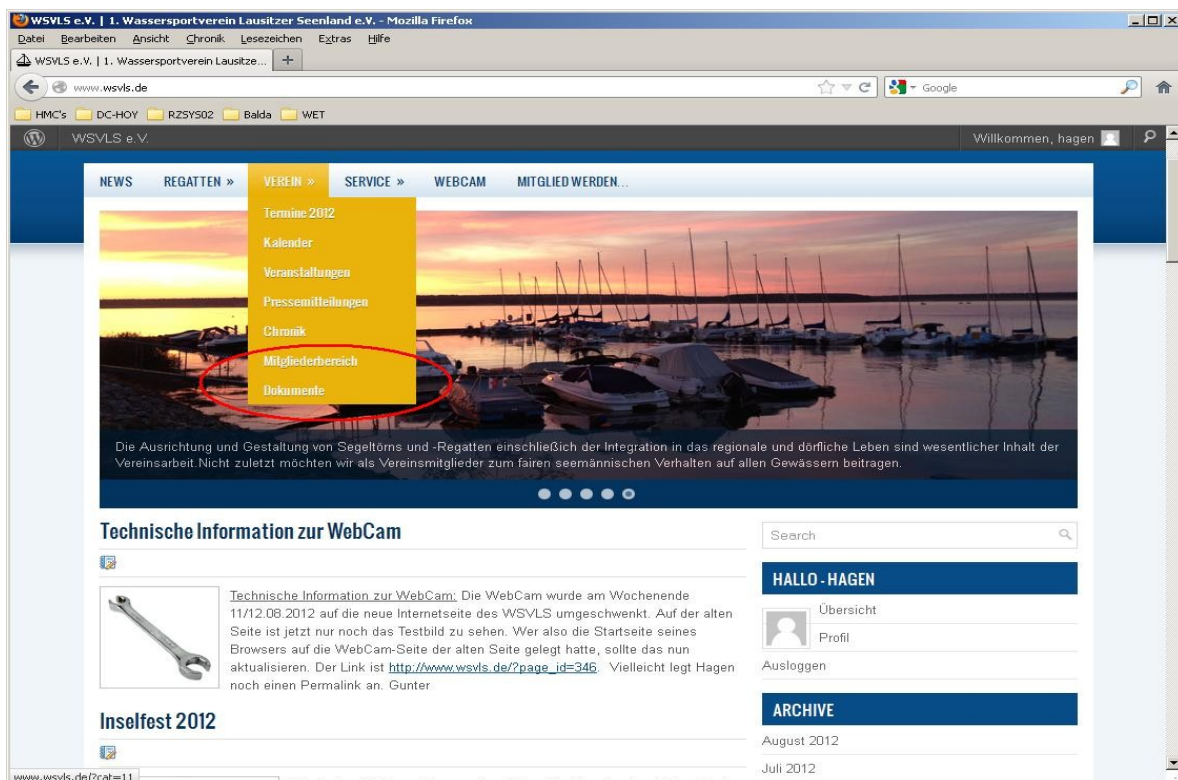 WSVLS e.V. | 1. Wassersportverein Lausitzer Seenland e.V. - Mozilla Firefox
Datei Bearbeiten Ansicht Chronik Lesezeichen Extras Hilfe
WSVLS e.V. | 1. Wassersportverein Lausitze...
www.wsvls.de
Google
HMC's DC-HOY RZSYS02 Balda WET
WSVLS e.V.
Willkommen, hagen
NEWS REGATTEN » VEREIN » SERVICE » WEBCAM MITGLIED WERDEN...
Termine 2012
Kalender
Veranstaltungen
Pressemitteilungen
Chronik
Mitgliederbereich
Dokumente
Die Ausrichtung und Gestaltung von Segeltörns und -Regatten einschließich der Integration in das regionale und dörfliche Leben sind wesentlicher Inhalt der
Vereinsarbeit.Nicht zuletzt möchten wir als Vereinsmitglieder zum fairen seemännischen Verhalten auf allen Gewässern beitragen.
Technische Information zur WebCam
Technische Information zur WebCam: Die WebCam wurde am Wochenende
11/12.08.2012 auf die neue Internetseite des WSVLS umgeschwenkt. Auf der alten
Seite ist jetzt nur noch das Testbild zu sehen. Wer also die Startseite seines
Browsers auf die WebCam-Seite der alten Seite gelegt hatte, sollte das nun
aktualisieren. Der Link ist http://www.wsvls.de/?page_id=346. Vielleicht legt Hagen
noch einen Permalink an. Gunter
Inselfest 2012
Search
HALLO - HAGEN
Übersicht
Profil
Ausloggen
ARCHIVE
August 2012
Juli 2012
www.wsvls.de/?cat=11